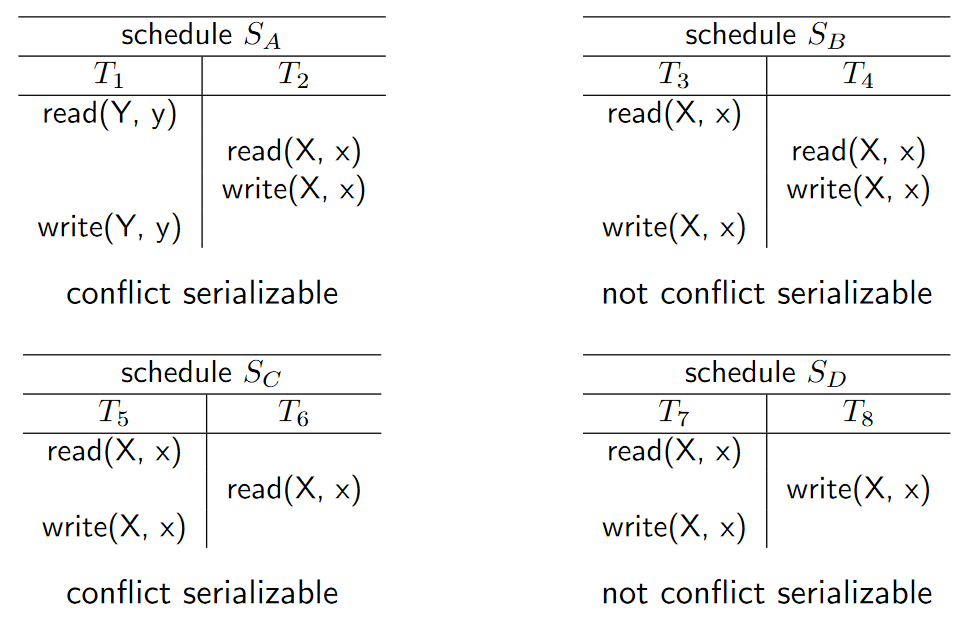 schedule S_A
T_1 T_2
read(Y, y)
read(X, x)
write(X, x)
write(Y, y)
conflict serializable
schedule S_B
T_3 T_4
read(X, x)
read(X, x)
write(X, x)
write(X, x)
not conflict serializable
schedule S_C
T_5 T_6
read(X, x)
read(X, x)
write(X, x)
conflict serializable
schedule S_D
T_7 T_8
read(X, x)
write(X, x)
write(X, x)
not conflict serializable